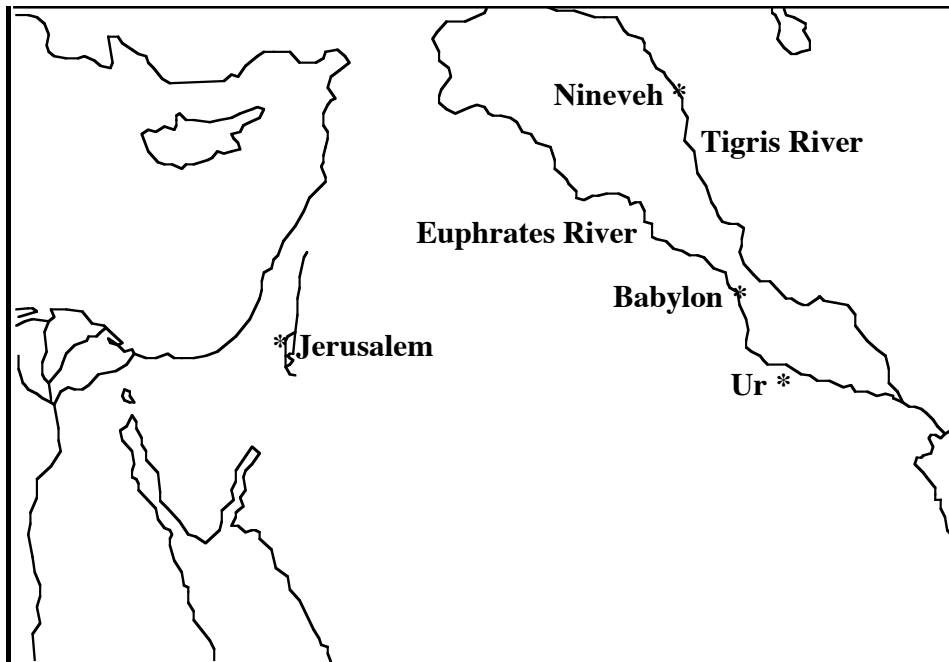 Nineveh *
Tigris River
Euphrates River
Babylon *
* Jerusalem
Ur *